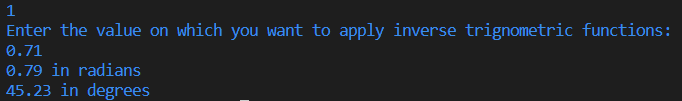 1
Enter the value on which you want to apply inverse trignometric functions:
0.71
0.79 in radians
45.23 in degrees